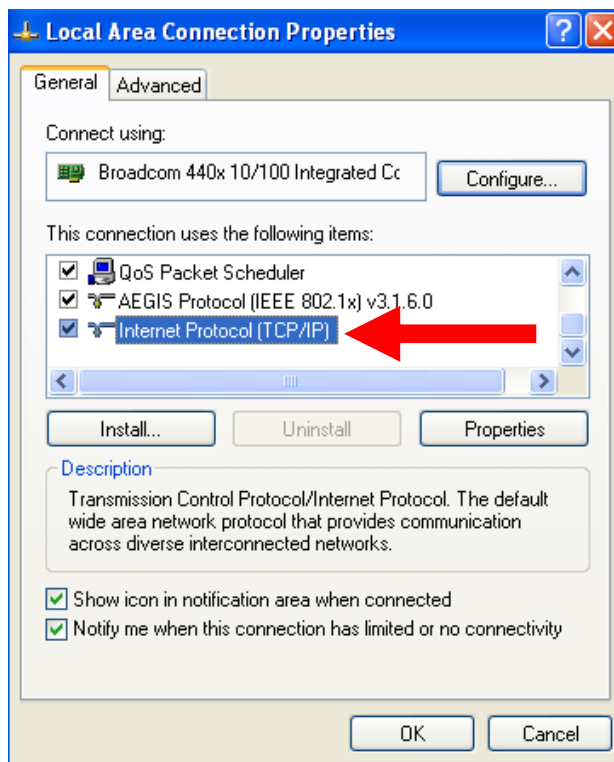 Local Area Connection Properties
General Advanced
Connect using:
Broadcom 440x 10/100 Integrated Cc
Configure...
This connection uses the following items:
QoS Packet Scheduler
AEGIS Protocol (IEEE 802.1x) v3.1.6.0
Internet Protocol (TCP/IP)
Install... Uninstall Properties
Description
Transmission Control Protocol/Internet Protocol. The default
wide area network protocol that provides communication
across diverse interconnected networks.
Show icon in notification area when connected
Notify me when this connection has limited or no connectivity
OK Cancel